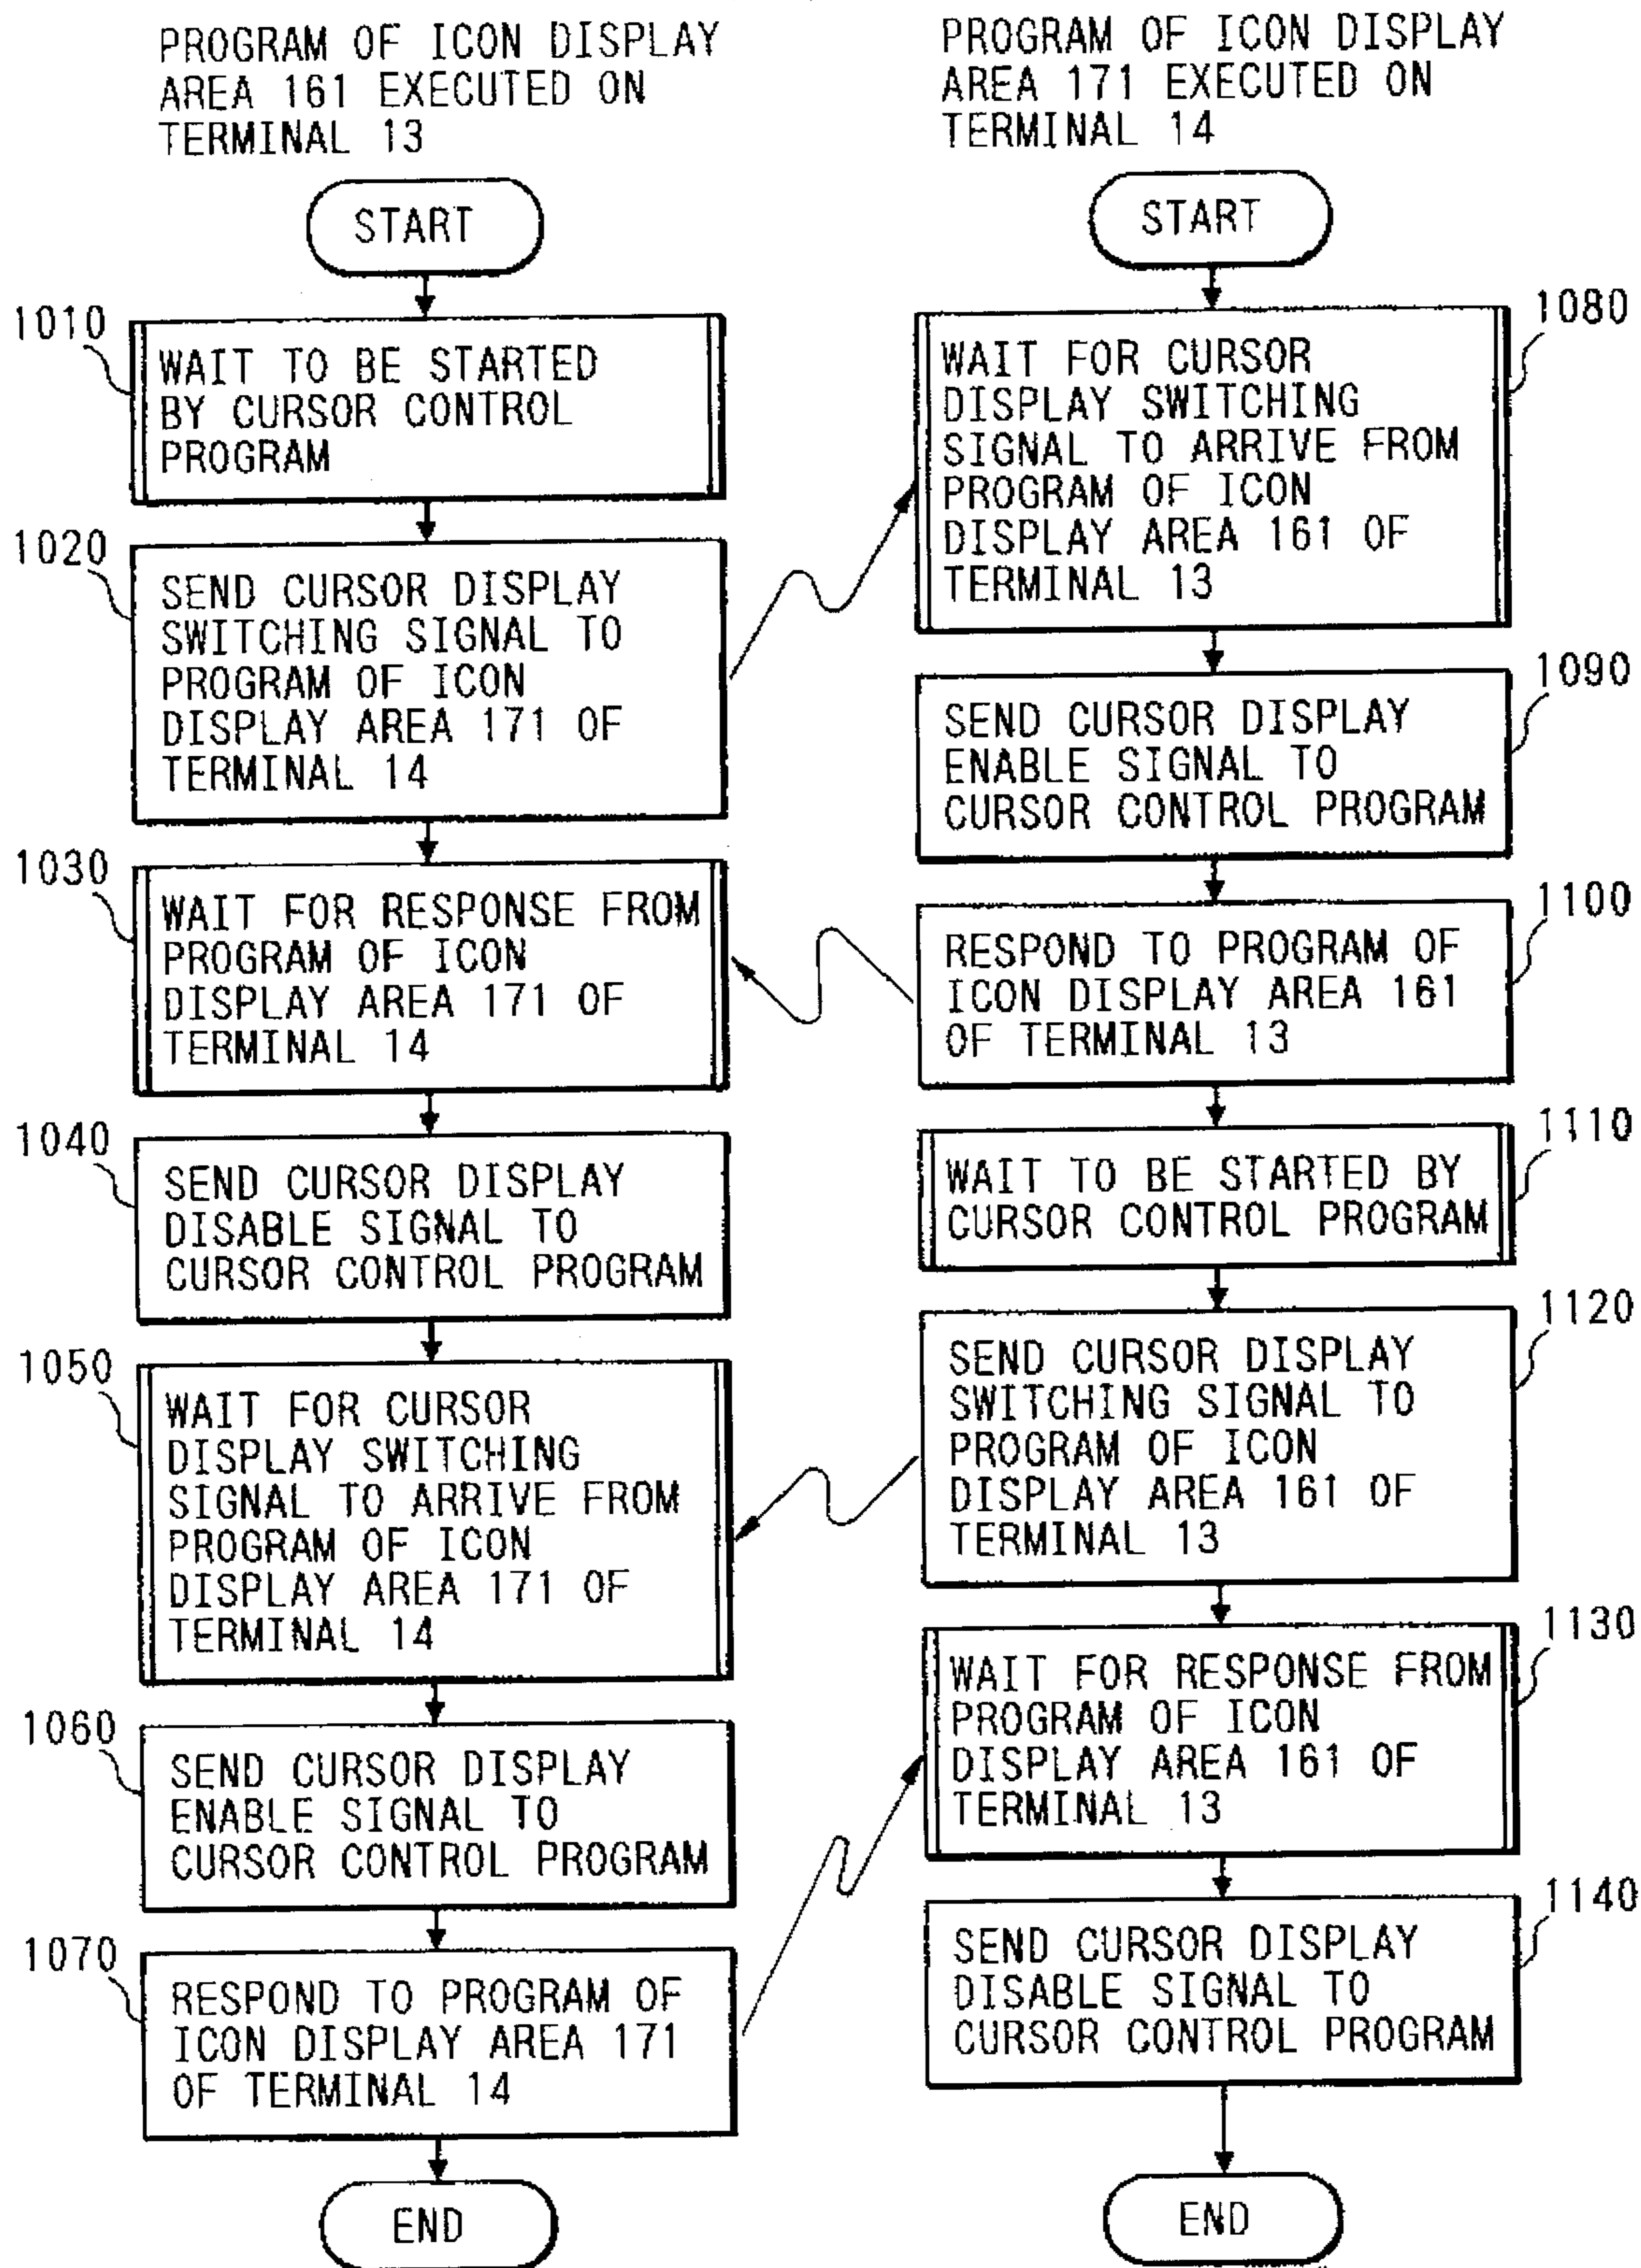 PROGRAM OF ICON DISPLAY
AREA 161 EXECUTED ON
TERMINAL 13
START
1010
WAIT TO BE STARTED
BY CURSOR CONTROL
PROGRAM
1020
SEND CURSOR DISPLAY
SWITCHING SIGNAL TO
PROGRAM OF ICON
DISPLAY AREA 171 OF
TERMINAL 14
1030
WAIT FOR RESPONSE FROM
PROGRAM OF ICON
DISPLAY AREA 171 OF
TERMINAL 14
1040
SEND CURSOR DISPLAY
DISABLE SIGNAL TO
CURSOR CONTROL PROGRAM
1050
WAIT FOR CURSOR
DISPLAY SWITCHING
SIGNAL TO ARRIVE FROM
PROGRAM OF ICON
DISPLAY AREA 171 OF
TERMINAL 14
1060
SEND CURSOR DISPLAY
ENABLE SIGNAL TO
CURSOR CONTROL PROGRAM
1070
RESPOND TO PROGRAM OF
ICON DISPLAY AREA 171
OF TERMINAL 14
END
PROGRAM OF ICON DISPLAY
AREA 171 EXECUTED ON
TERMINAL 14
START
1080
WAIT FOR CURSOR
DISPLAY SWITCHING
SIGNAL TO ARRIVE FROM
PROGRAM OF ICON
DISPLAY AREA 161 OF
TERMINAL 13
1090
SEND CURSOR DISPLAY
ENABLE SIGNAL TO
CURSOR CONTROL PROGRAM
1100
RESPOND TO PROGRAM OF
ICON DISPLAY AREA 161
OF TERMINAL 13
1110
WAIT TO BE STARTED BY
CURSOR CONTROL PROGRAM
1120
SEND CURSOR DISPLAY
SWITCHING SIGNAL TO
PROGRAM OF ICON
DISPLAY AREA 161 OF
TERMINAL 13
1130
WAIT FOR RESPONSE FROM
PROGRAM OF ICON
DISPLAY AREA 161 OF
TERMINAL 13
1140
SEND CURSOR DISPLAY
DISABLE SIGNAL TO
CURSOR CONTROL PROGRAM
END